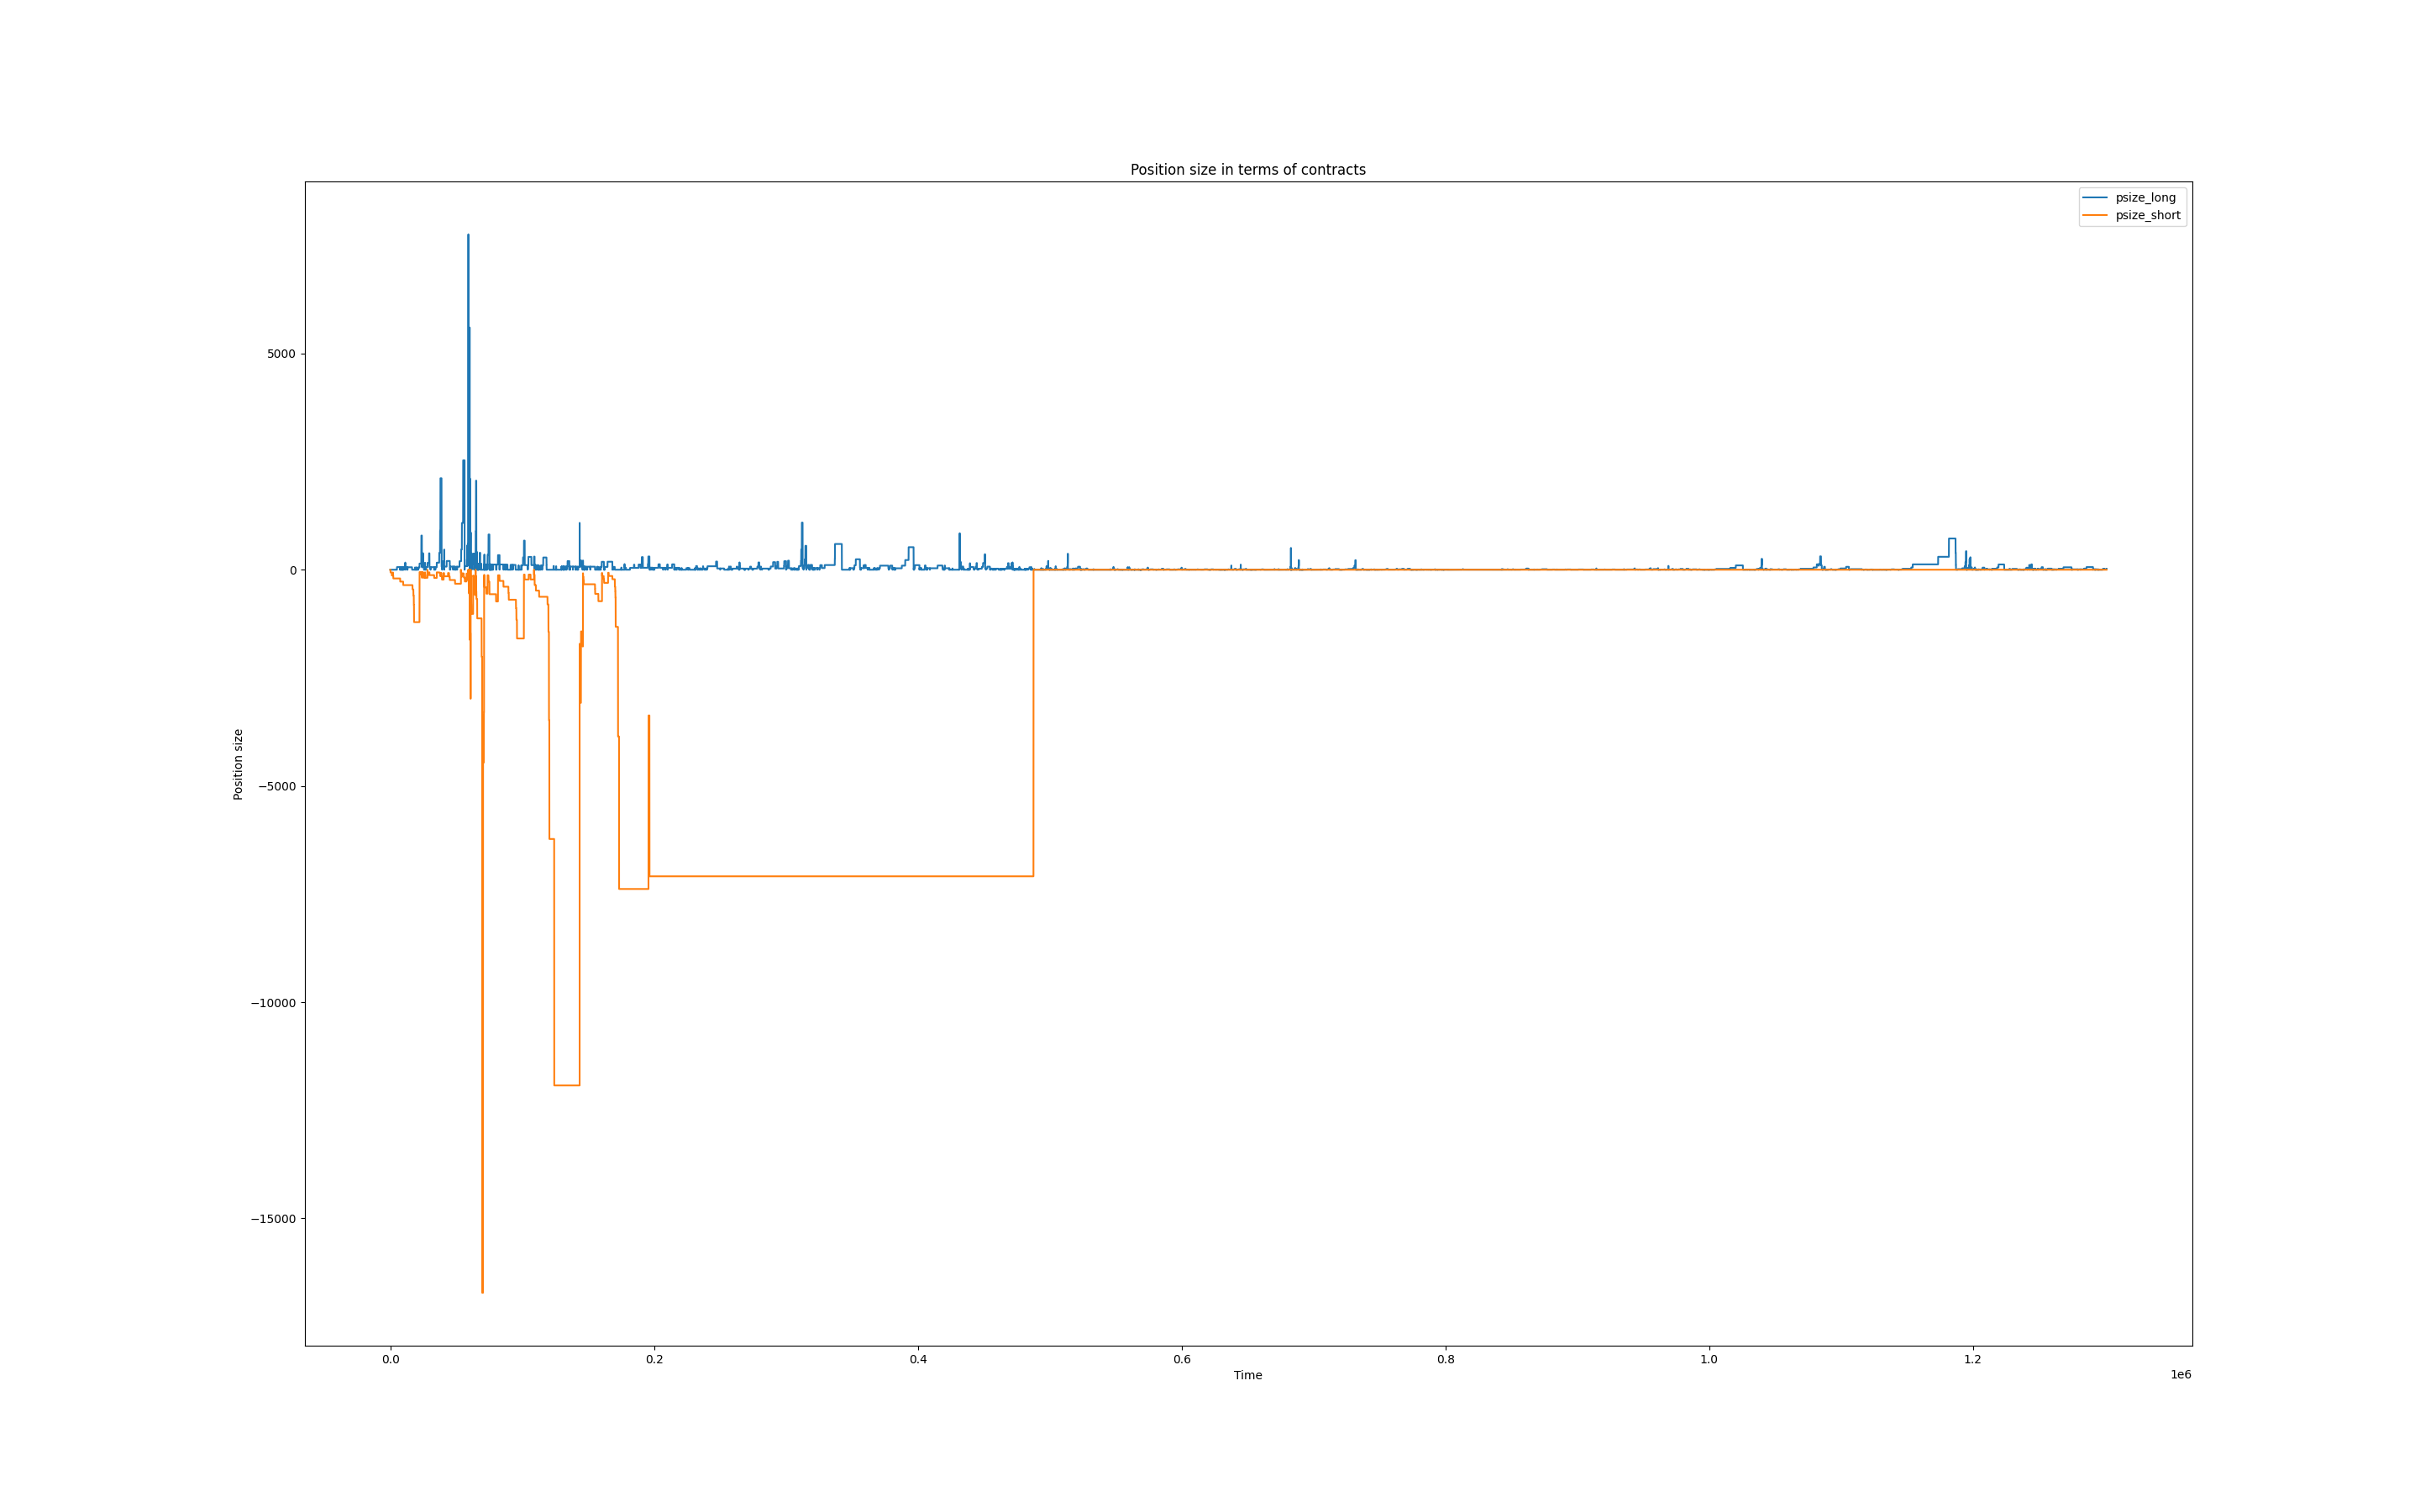 Position size in terms of contracts
psize_long
psize_short
5000
0
−5000
−10000
−15000
Position size
0.0
0.2
0.4
0.6
0.8
1.0
1.2
1e6
Time